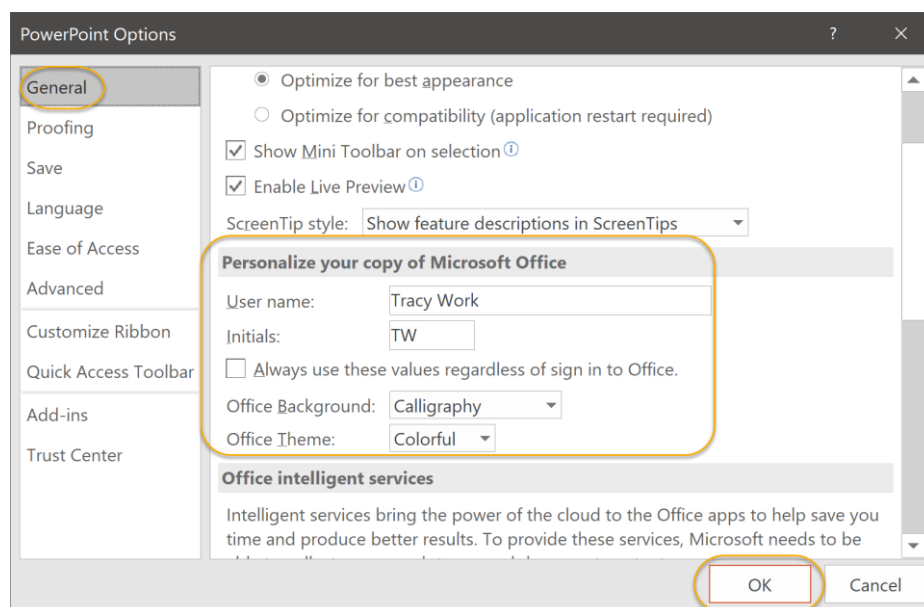 PowerPoint Options ?
General
Proofing
Save
Language
Ease of Access
Advanced
Customize Ribbon
Quick Access Toolbar
Add-ins
Trust Center
Optimize for best appearance
Optimize for compatibility (application restart required)
Show Mini Toolbar on selection
Enable Live Preview
ScreenTip style: Show feature descriptions in ScreenTips
Personalize your copy of Microsoft Office
User name: Tracy Work
Initials: TW
Always use these values regardless of sign in to Office.
Office Background: Calligraphy
Office Theme: Colorful
Office intelligent services
Intelligent services bring the power of the cloud to the Office apps to help save you
time and produce better results. To provide these services, Microsoft needs to be
OK Cancel